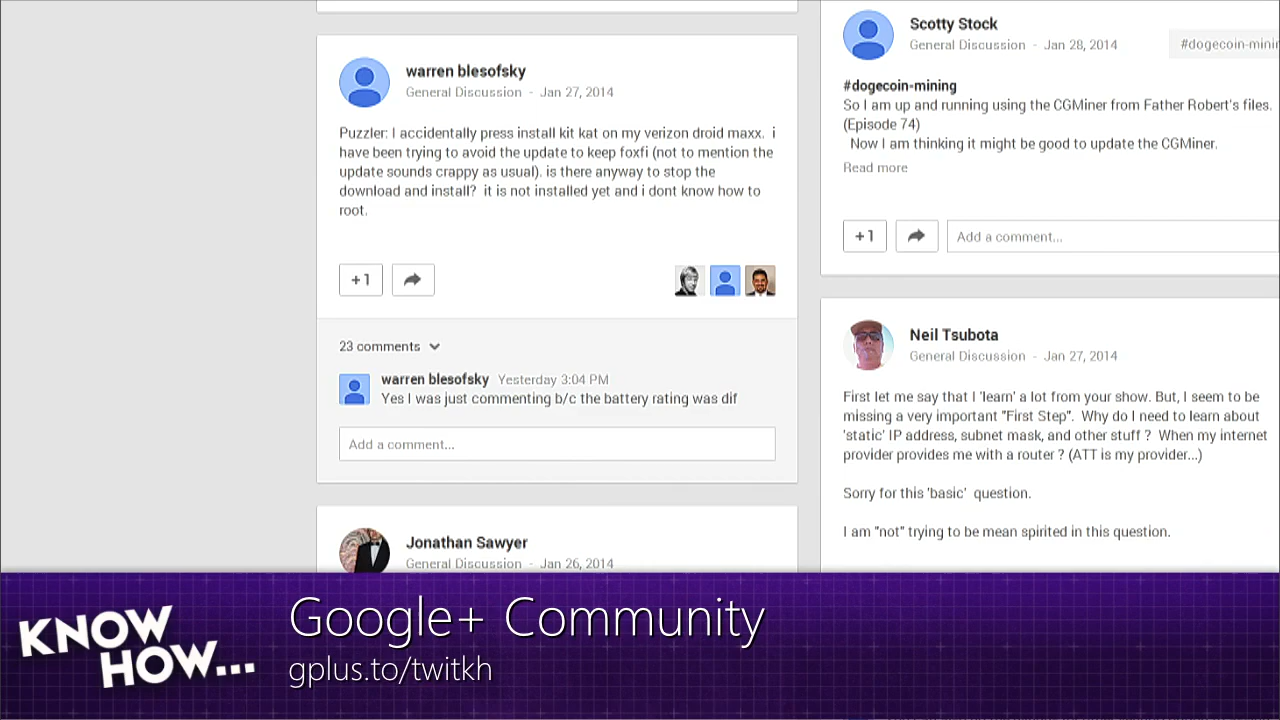 warren blesofsky
General Discussion - Jan 27, 2014
Puzzler: I accidentally press install kit kat on my verizon droid maxx. i
have been trying to avoid the update to keep foxfi (not to mention the
update sounds crappy as usual). is there anyway to stop the
download and install? it is not installed yet and i dont know how to
root.
+1
23 comments
warren blesofsky Yesterday 3:04 PM
Yes I was just commenting b/c the battery rating was dif
Add a comment...
Jonathan Sawyer
General Discussion - Jan 26, 2014
Scotty Stock
General Discussion - Jan 28, 2014
#dogecoin-minin
#dogecoin-mining
So I am up and running using the CGMiner from Father Robert's files.
(Episode 74)
Now I am thinking it might be good to update the CGMiner.
Read more
+1
Add a comment...
Neil Tsubota
General Discussion - Jan 27, 2014
First let me say that I 'learn' a lot from your show. But, I seem to be
missing a very important "First Step". Why do I need to learn about
'static' IP address, subnet mask, and other stuff ? When my internet
provider provides me with a router ? (ATT is my provider...)
Sorry for this 'basic' question.
I am "not" trying to be mean spirited in this question.
KNOW
HOW...
Google+ Community
gplus.to/twitkh